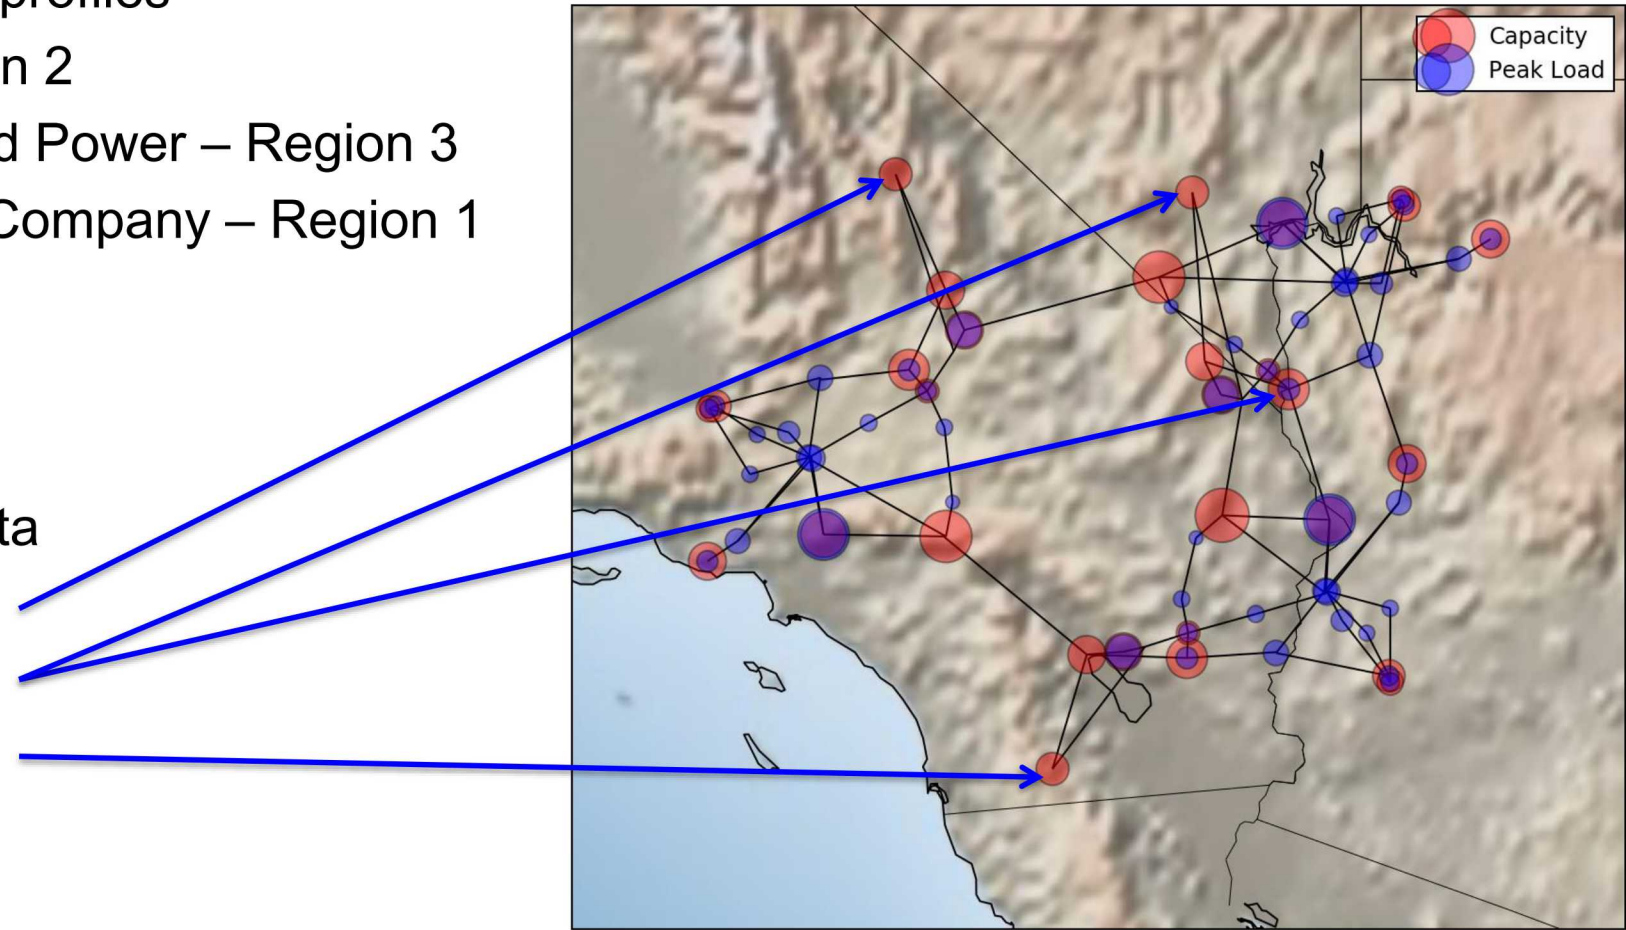 profiles
n 2
d Power – Region 3
Company – Region 1
ta
Capacity
Peak Load